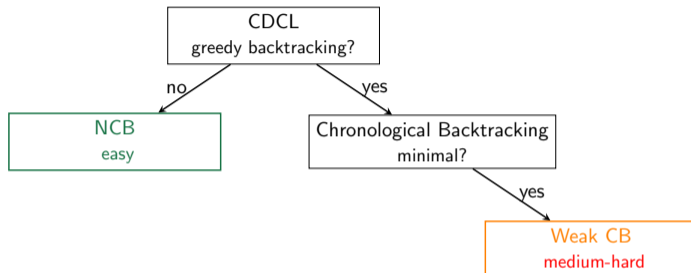 CDCL
greedy backtracking?
no
yes
NCB
easy
Chronological Backtracking
minimal?
yes
Weak CB
medium-hard